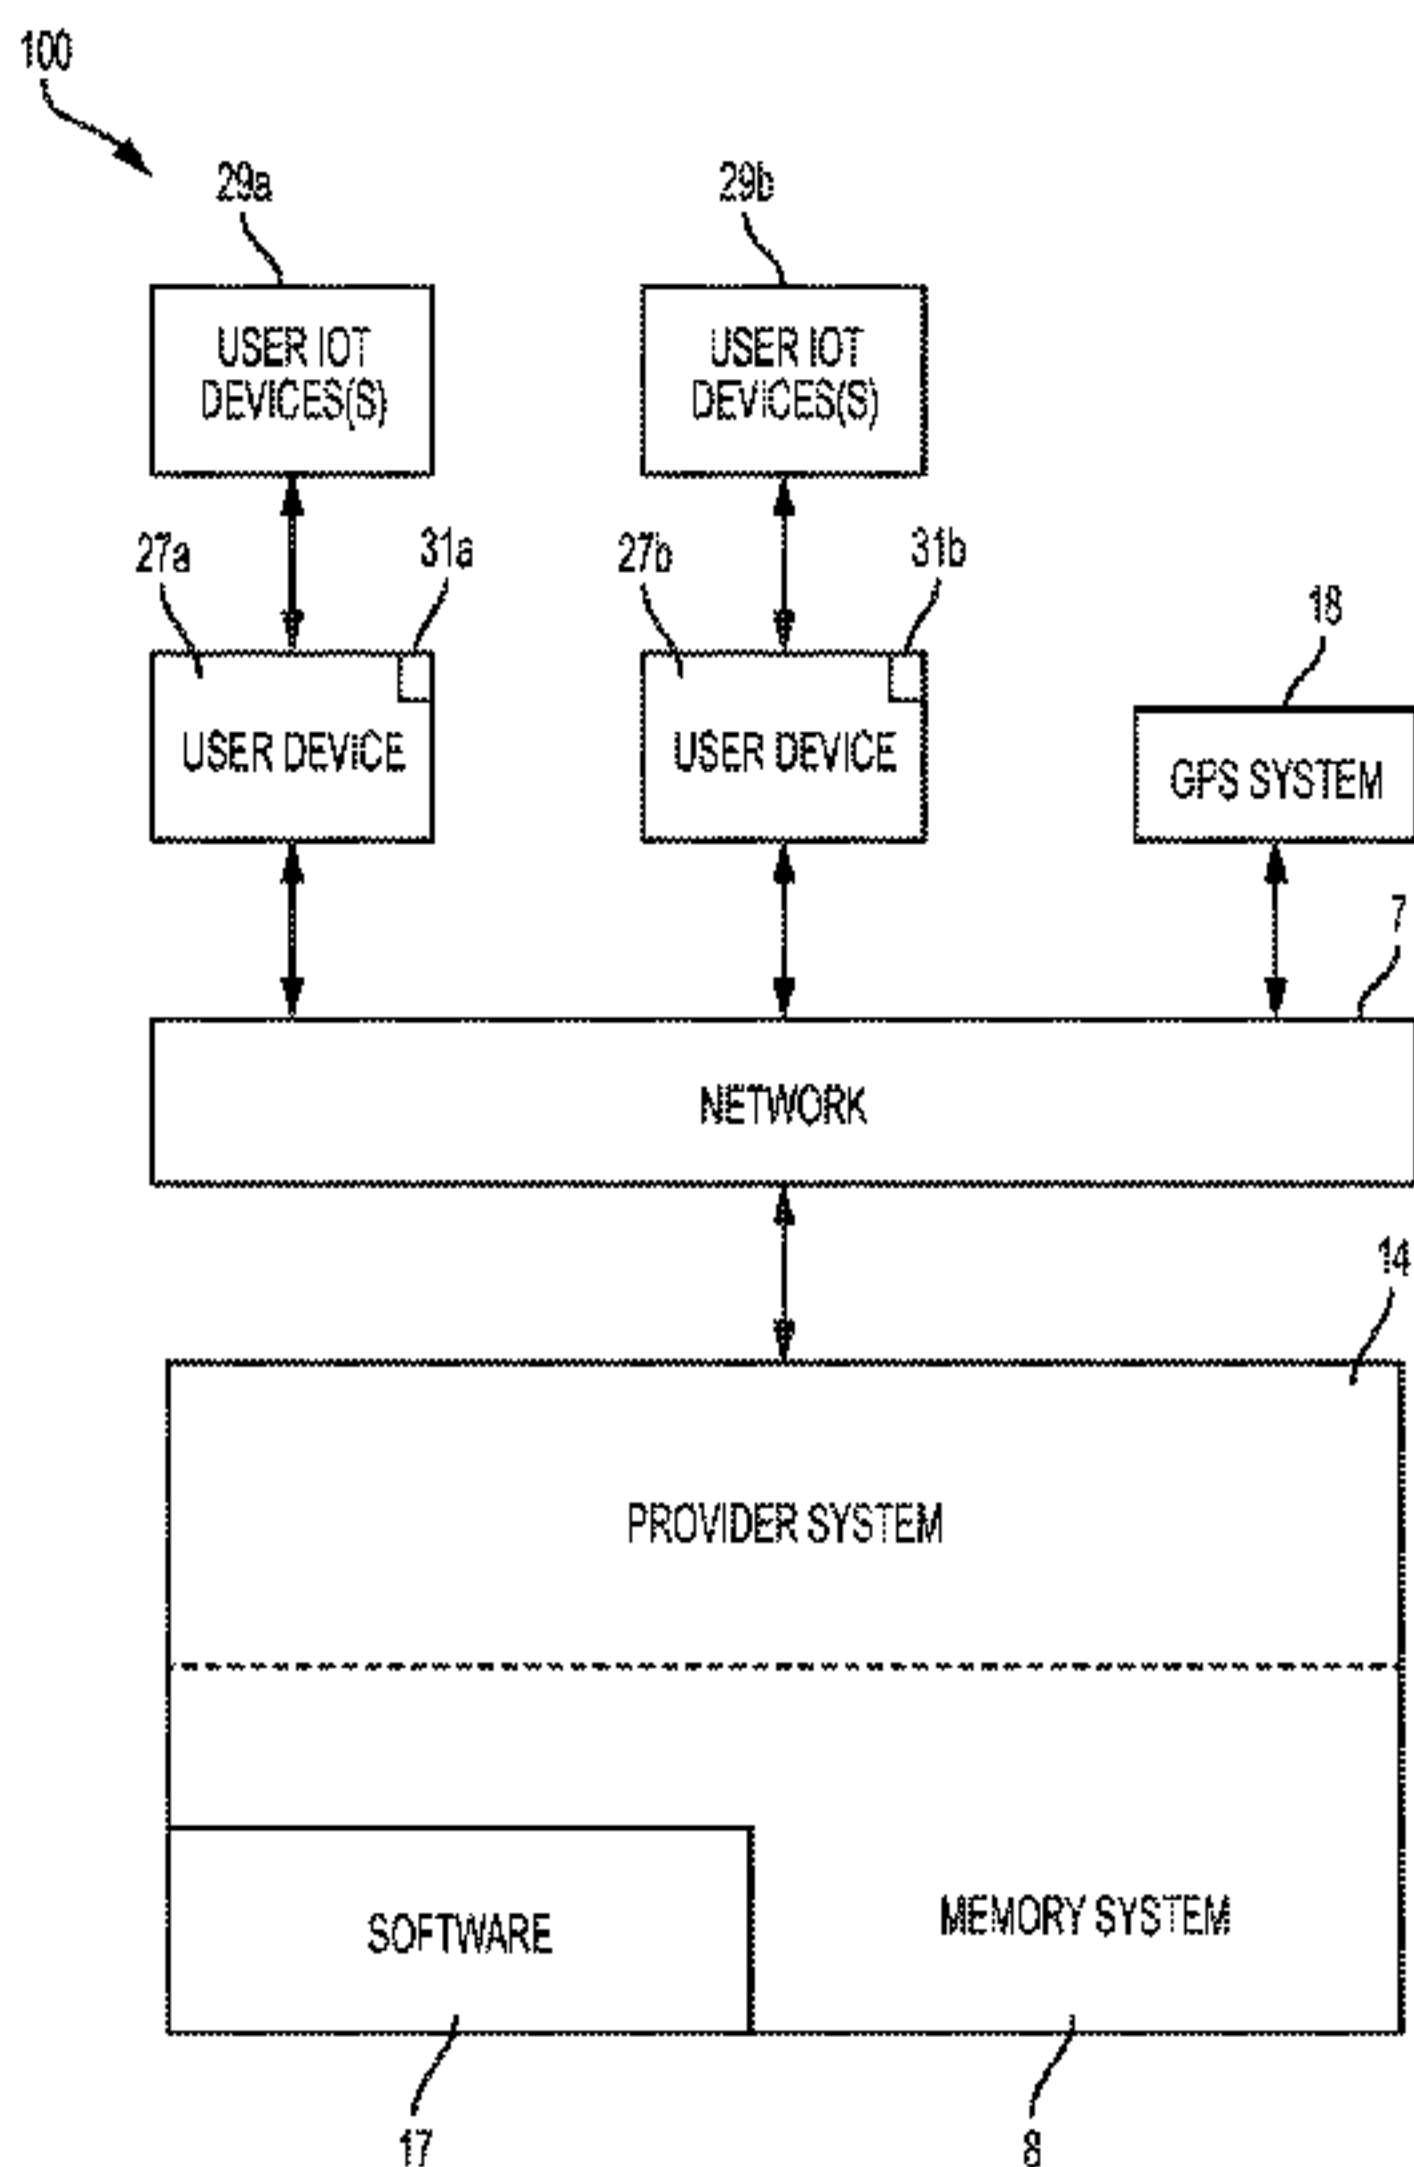 100
29a
29b
USER IOT
DEVICES(S)
USER IOT
DEVICES(S)
27a
31a
27b
31b
18
USER DEVICE
USER DEVICE
GPS SYSTEM
7
NETWORK
14
PROVIDER SYSTEM
SOFTWARE
MEMORY SYSTEM
17
8